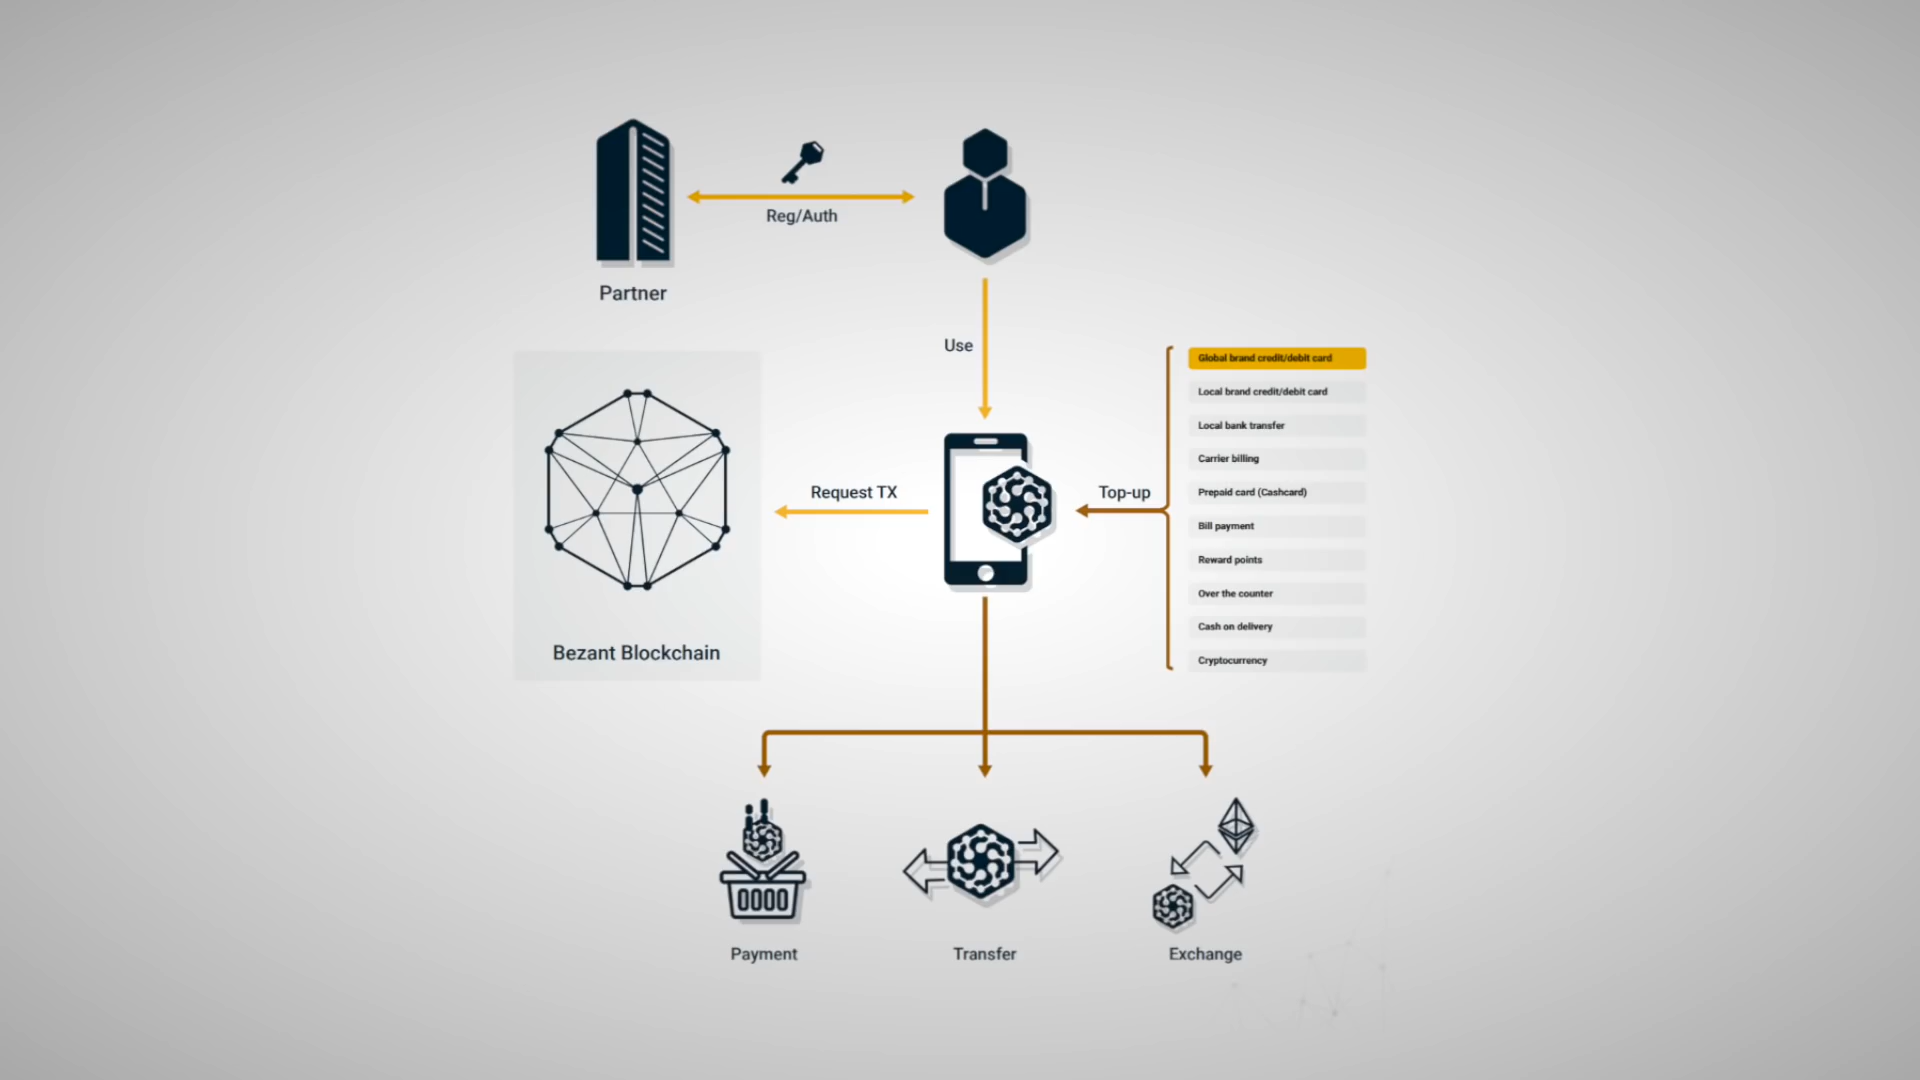 Reg/Auth
Partner
Use
Global brand credit/debit card
Local brand credit/debit card
Local bank transfer
Carrier billing
Request TX
Top-up
Prepaid card (Cashcard)
Bill payment
Reward points
Over the counter
Cash on delivery
Bezant Blockchain
Cryptocurrency
Payment
Transfer
Exchange